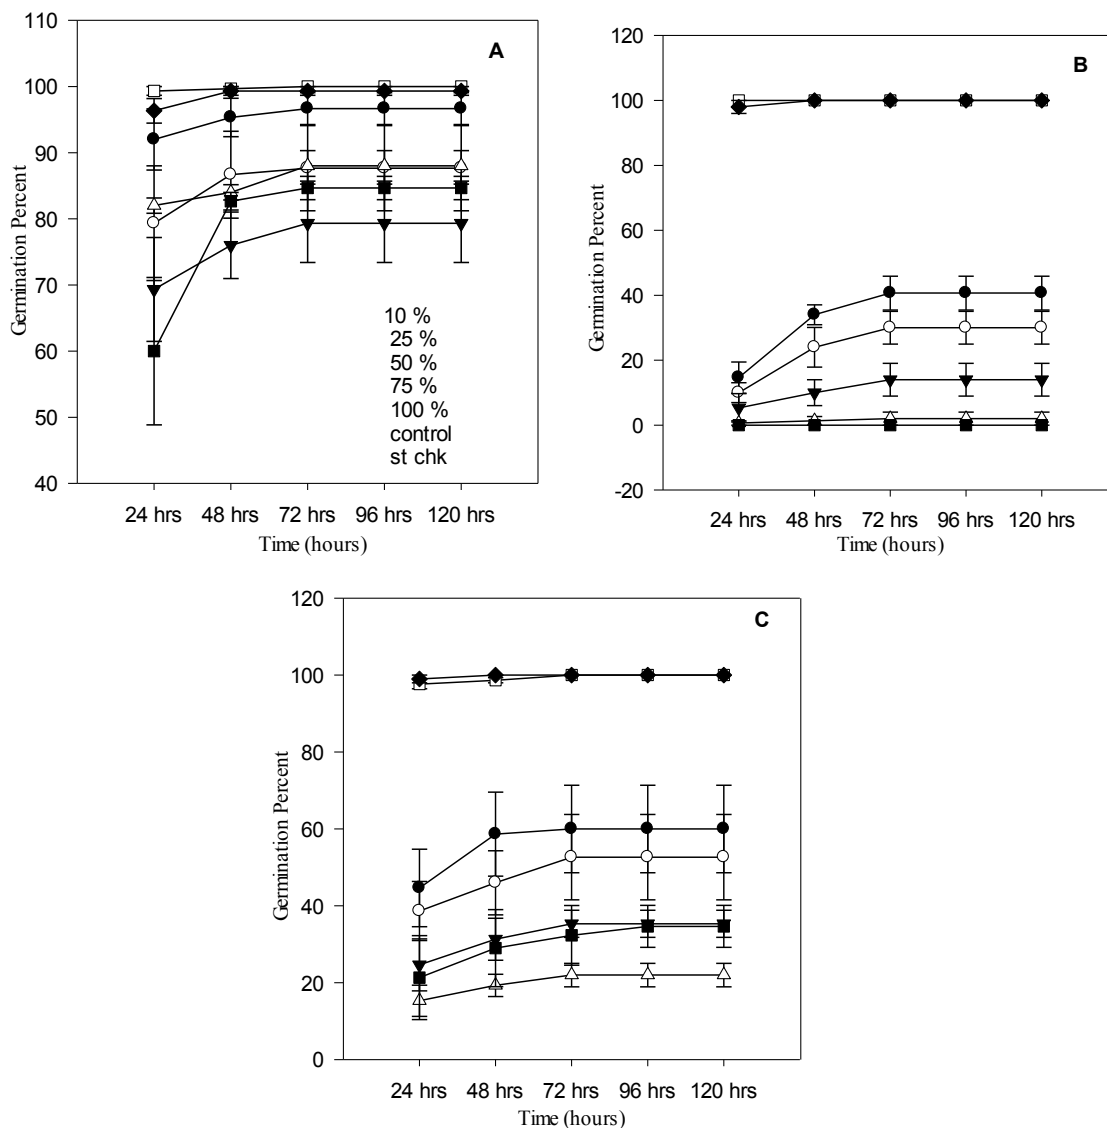 A
110
100
90
80
70
60
50
40
Germination Percent
10 %
25 %
50 %
75 %
100 %
control
st chk
24 hrs 48 hrs 72 hrs 96 hrs 120 hrs
Time (hours)
B
120
100
80
60
40
20
0
-20
Germination Percent
24 hrs 48 hrs 72 hrs 96 hrs 120 hrs
Time (hours)
C
120
100
80
60
40
20
0
Germination Percent
24 hrs 48 hrs 72 hrs 96 hrs 120 hrs
Time (hours)